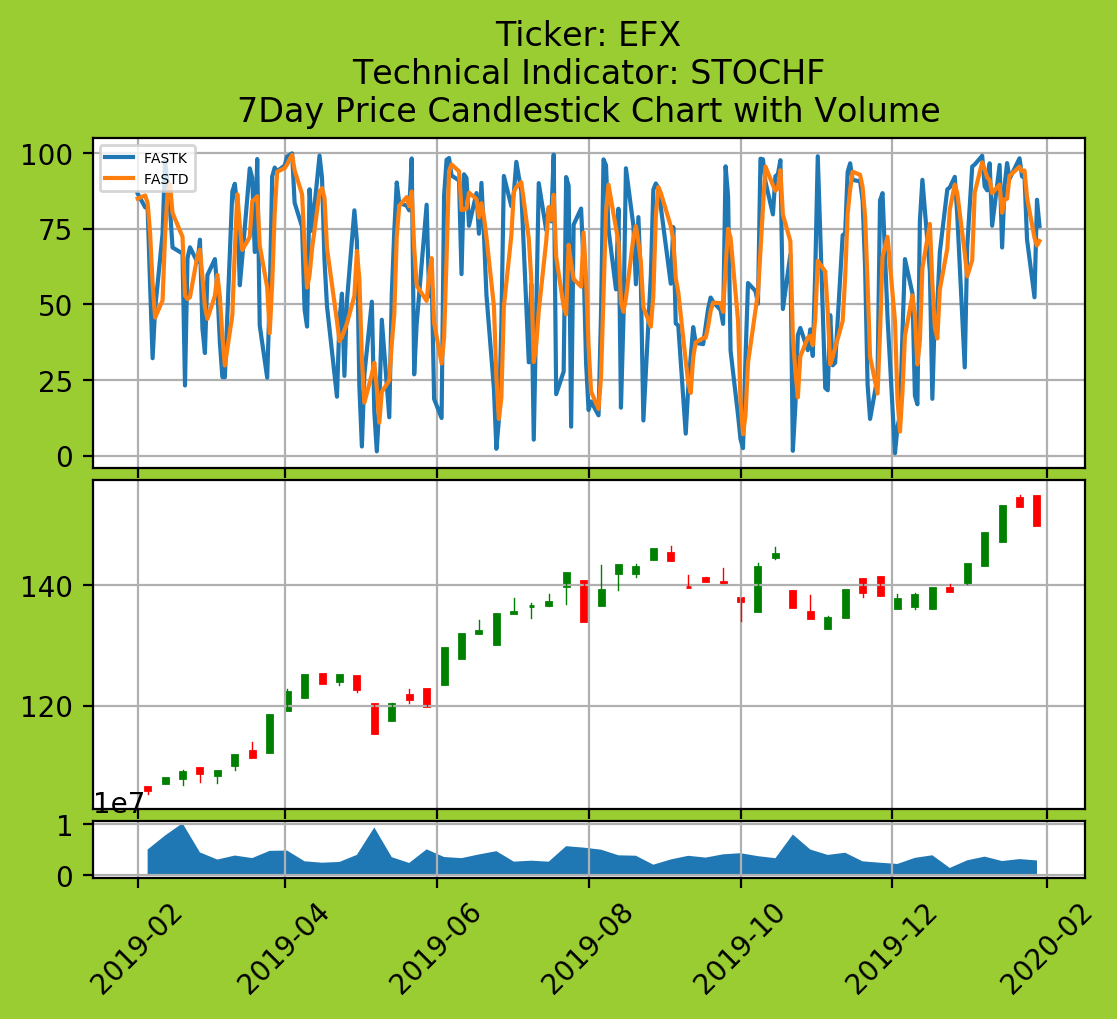 Ticker: EFX
Technical Indicator: STOCHF
7Day Price Candlestick Chart with Volume
100
75
50
25
0
FASTK
FASTD
140
120
1e7
1
0
2019-02
2019-04
2019-06
2019-08
2019-10
2019-12
2020-02